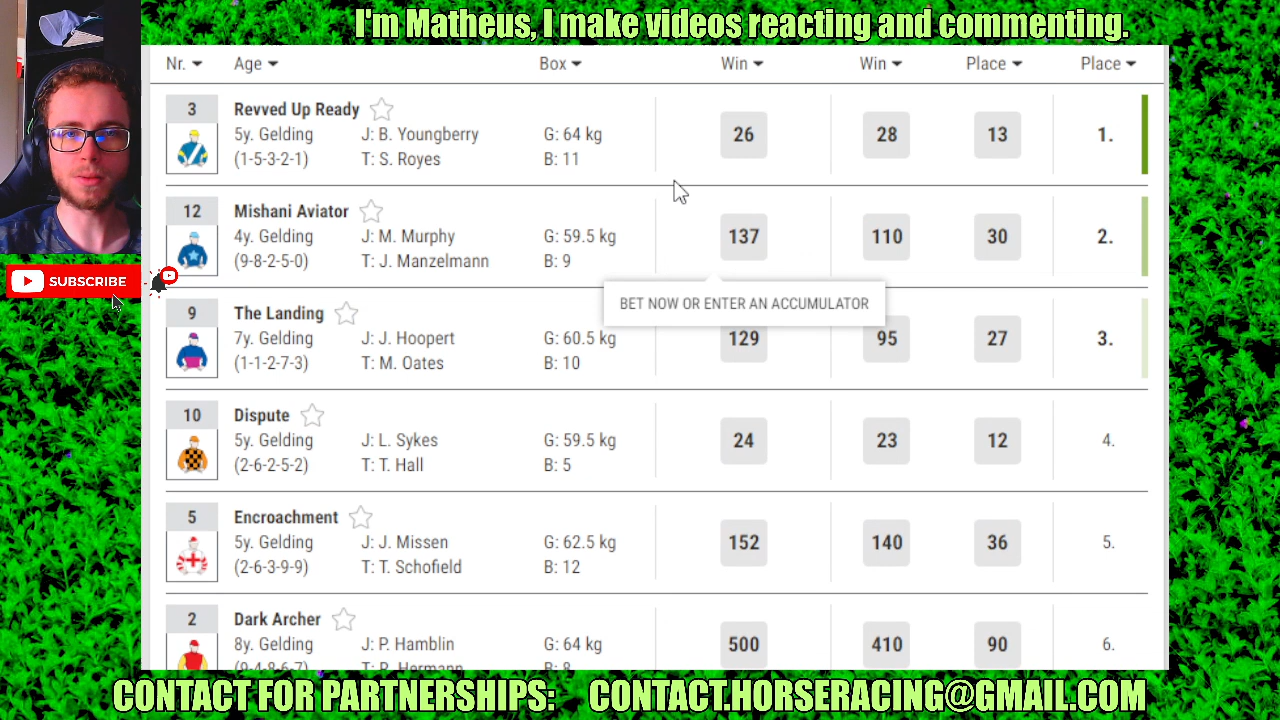 I'm Matheus, I make videos reacting and commenting.
Nr. Age Box Win Win Place Place
3 Revved Up Ready
5y. Gelding J: B. Youngberry G: 64 kg 26 28 13 1.
(1-5-3-2-1) T: S. Royes B: 11
12 Mishani Aviator
4y. Gelding J: M. Murphy G: 59.5 kg 137 110 30 2.
(9-8-2-5-0) T: J. Manzelmann B: 9
SUBSCRIBE
BET NOW OR ENTER AN ACCUMULATOR
9 The Landing
7y. Gelding J: J. Hoopert G: 60.5 kg 129 95 27 3.
(1-1-2-7-3) T: M. Oates B: 10
10 Dispute
5y. Gelding J: L. Sykes G: 59.5 kg 24 23 12 4.
(2-6-2-5-2) T: T. Hall B: 5
5 Encroachment
5y. Gelding J: J. Missen G: 62.5 kg 152 140 36 5.
(2-6-3-9-9) T: T. Schofield B: 12
2 Dark Archer
8y. Gelding J: P. Hamblin G: 64 kg 500 410 90 6.
(9-4-8-6-7) T: R. Hermann B: 8
CONTACT FOR PARTNERSHIPS: CONTACT.HORSERACING@GMAIL.COM